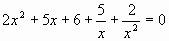 2x² + 5x + 6 + 5/x + 2/x² = 0